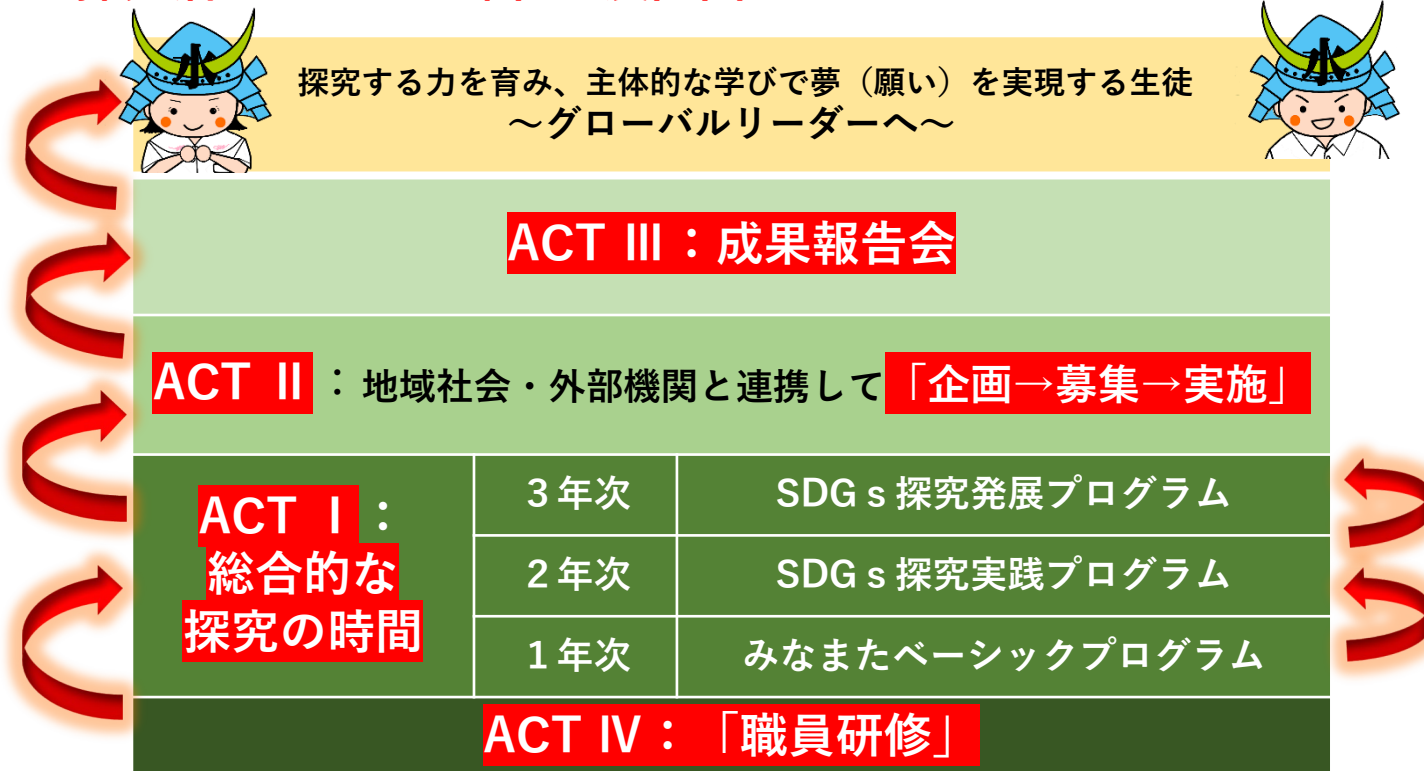 水
水
探究する力を育み、主体的な学びで夢（願い）を実現する生徒
～グローバルリーダーへ～
ACT Ⅲ：成果報告会
ACT Ⅱ：地域社会・外部機関と連携して「企画→募集→実施」
ACT Ⅰ：
総合的な
探究の時間
３年次
SDGｓ探究発展プログラム
２年次
SDGｓ探究実践プログラム
１年次
みなまたベーシックプログラム
ACT Ⅳ：「職員研修」